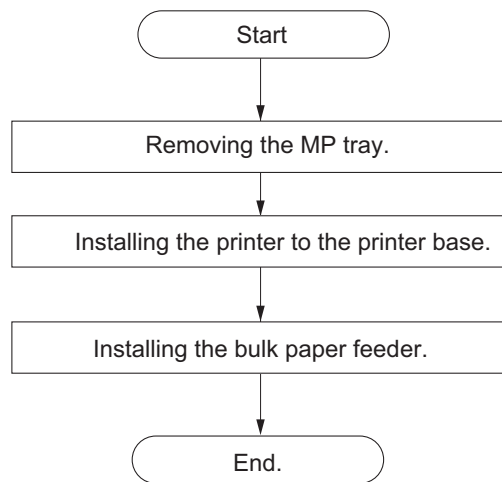 Start
Removing the MP tray.
Installing the printer to the printer base.
Installing the bulk paper feeder.
End.